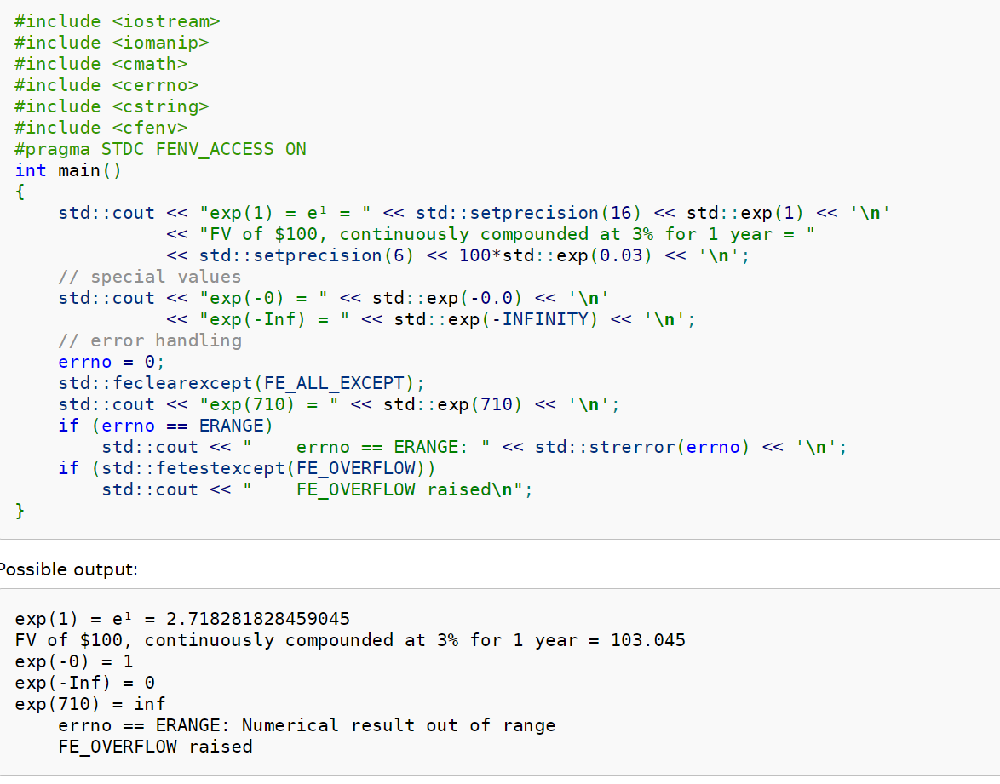 #include <iostream>
#include <iomanip>
#include <cmath>
#include <cerrno>
#include <cstring>
#include <cfenv>
#pragma STDC FENV_ACCESS ON
int main()
{
    std::cout << "exp(1) = e¹ = " << std::setprecision(16) << std::exp(1) << '\n'
              << "FV of $100, continuously compounded at 3% for 1 year = "
              << std::setprecision(6) << 100*std::exp(0.03) << '\n';
    // special values
    std::cout << "exp(-0) = " << std::exp(-0.0) << '\n'
              << "exp(-Inf) = " << std::exp(-INFINITY) << '\n';
    // error handling
    errno = 0;
    std::feclearexcept(FE_ALL_EXCEPT);
    std::cout << "exp(710) = " << std::exp(710) << '\n';
    if (errno == ERANGE)
        std::cout << "    errno == ERANGE: " << std::strerror(errno) << '\n';
    if (std::fetestexcept(FE_OVERFLOW))
        std::cout << "    FE_OVERFLOW raised\n";
}
Possible output:
exp(1) = e¹ = 2.718281828459045
FV of $100, continuously compounded at 3% for 1 year = 103.045
exp(-0) = 1
exp(-Inf) = 0
exp(710) = inf
    errno == ERANGE: Numerical result out of range
    FE_OVERFLOW raised